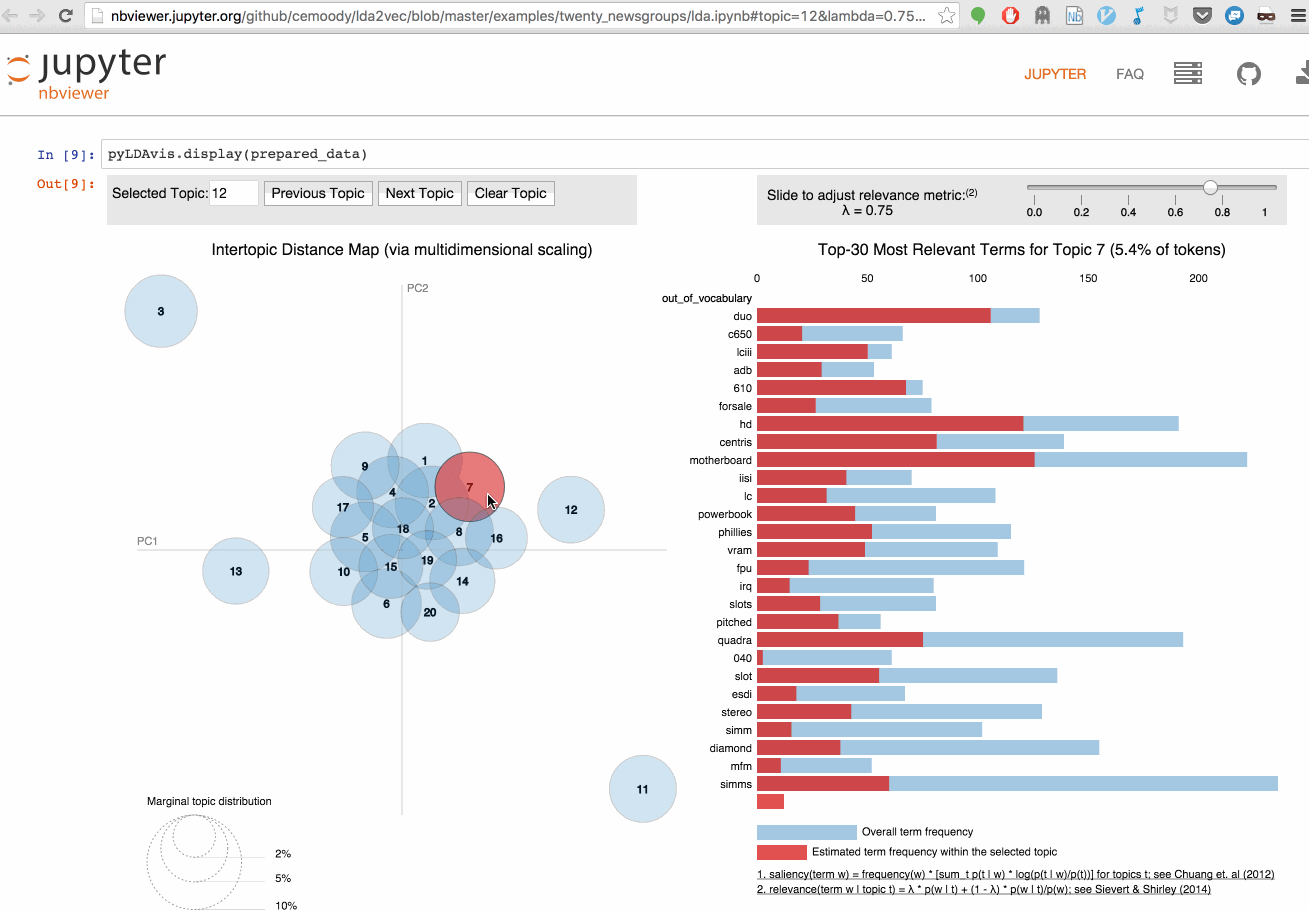 nbviewer.jupyter.org/github/cemoody/lda2vec/blob/master/examples/twenty_newsgroups/lda.ipynb#topic=12&lambda=0.75...
Nb
jupyter
nbviewer
JUPYTER FAQ
In [9]: pyLDAvis.display(prepared_data)
Out[9]:
Selected Topic: 12 Previous Topic Next Topic Clear Topic
Slide to adjust relevance metric:(2)
λ = 0.75
0.0 0.2 0.4 0.6 0.8 1
Intertopic Distance Map (via multidimensional scaling)
PC2
PC1
3
9
1
4
7
2
17
12
18
5
8
16
19
15
13
10
14
6
20
11
Marginal topic distribution
2%
5%
10%
Top-30 Most Relevant Terms for Topic 7 (5.4% of tokens)
0 50 100 150 200
out_of_vocabulary
duo
c650
lciii
adb
610
forsale
hd
centris
motherboard
iisi
lc
powerbook
phillies
vram
fpu
irq
slots
pitched
quadra
040
slot
esdi
stereo
simm
diamond
mfm
simms
Overall term frequency
Estimated term frequency within the selected topic
1. saliency(term w) = frequency(w) * [sum_t p(t | w) * log(p(t | w)/p(t))] for topics t; see Chuang et. al (2012)
2. relevance(term w | topic t) = λ * p(w | t) + (1 - λ) * p(w | t)/p(w); see Sievert & Shirley (2014)